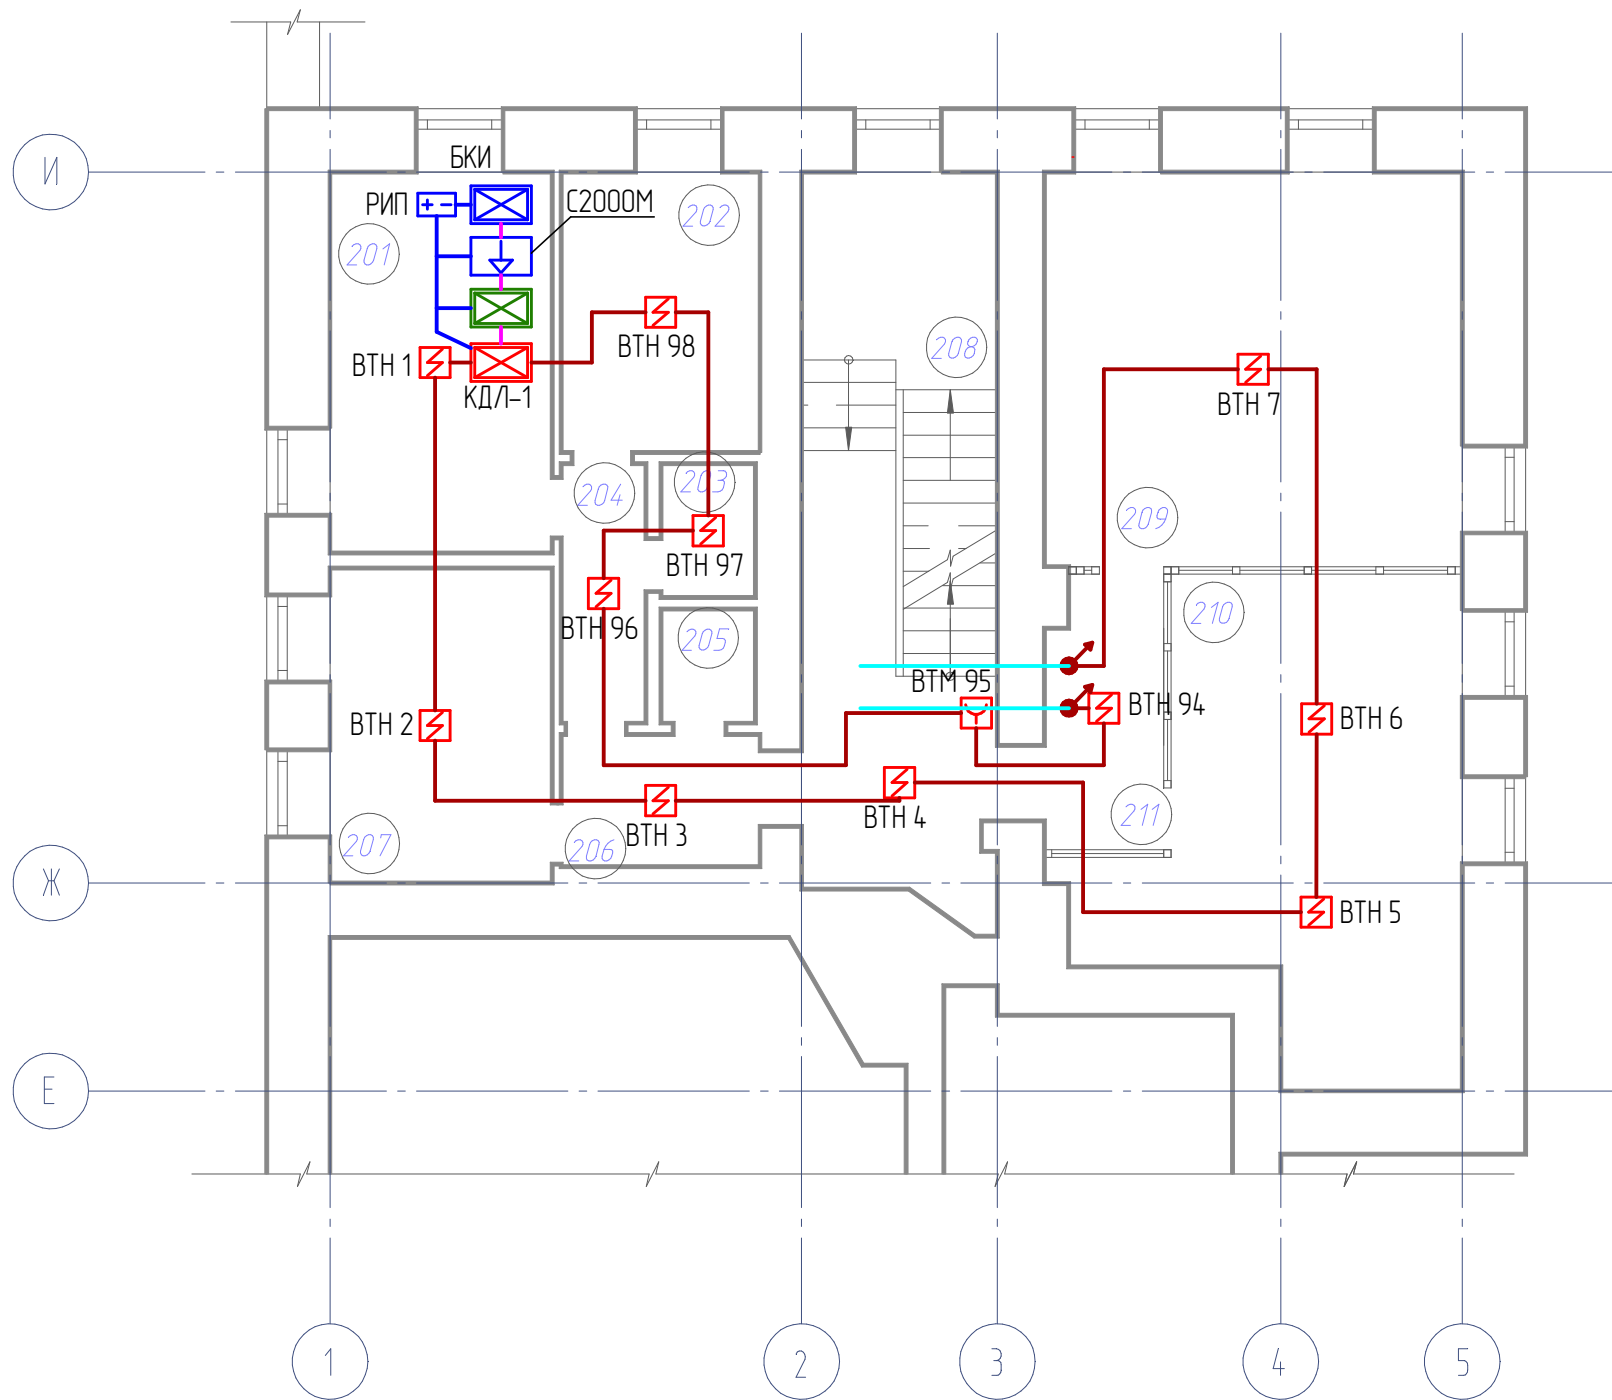 БКИ
И
РИП
С2000М
202
201
ВТН 98
208
ВТН 1
КДЛ-1
ВТН 7
203
204
209
ВТН 97
ВТН 96
205
210
ВТМ 95
ВТН 94
ВТН 2
ВТН 6
ВТН 4
211
ВТН 3
207
206
Ж
ВТН 5
Е
1
2
3
4
5